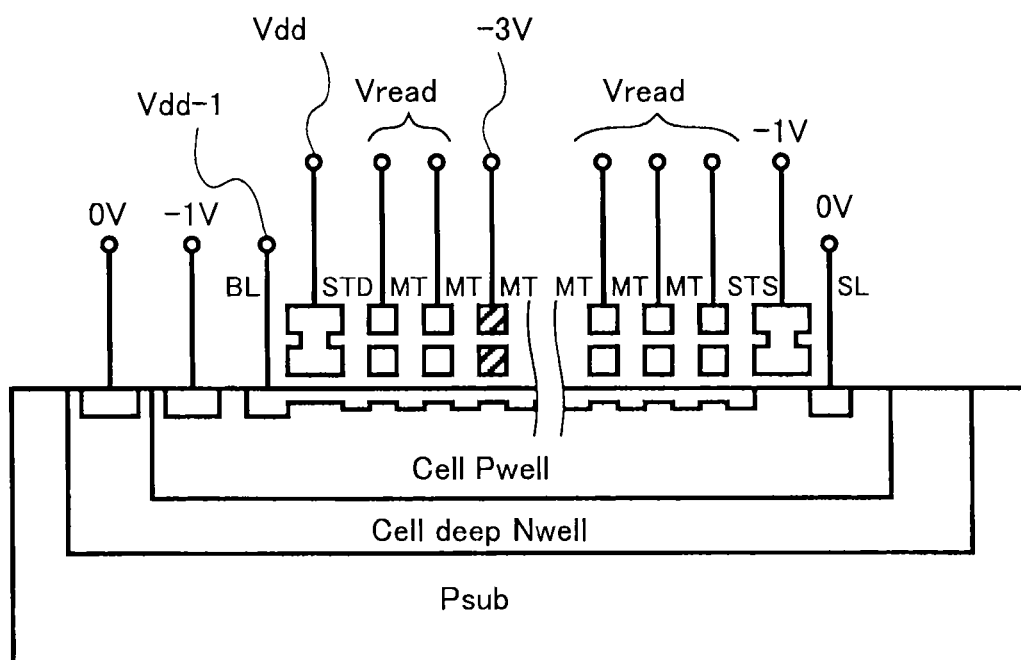 Vdd
-3V
Vread
Vread
Vdd-1
-1V
0V
-1V
0V
BL
STD
MT
MT
MT
MT
MT
MT
STS
SL
Cell Pwell
Cell deep Nwell
Psub